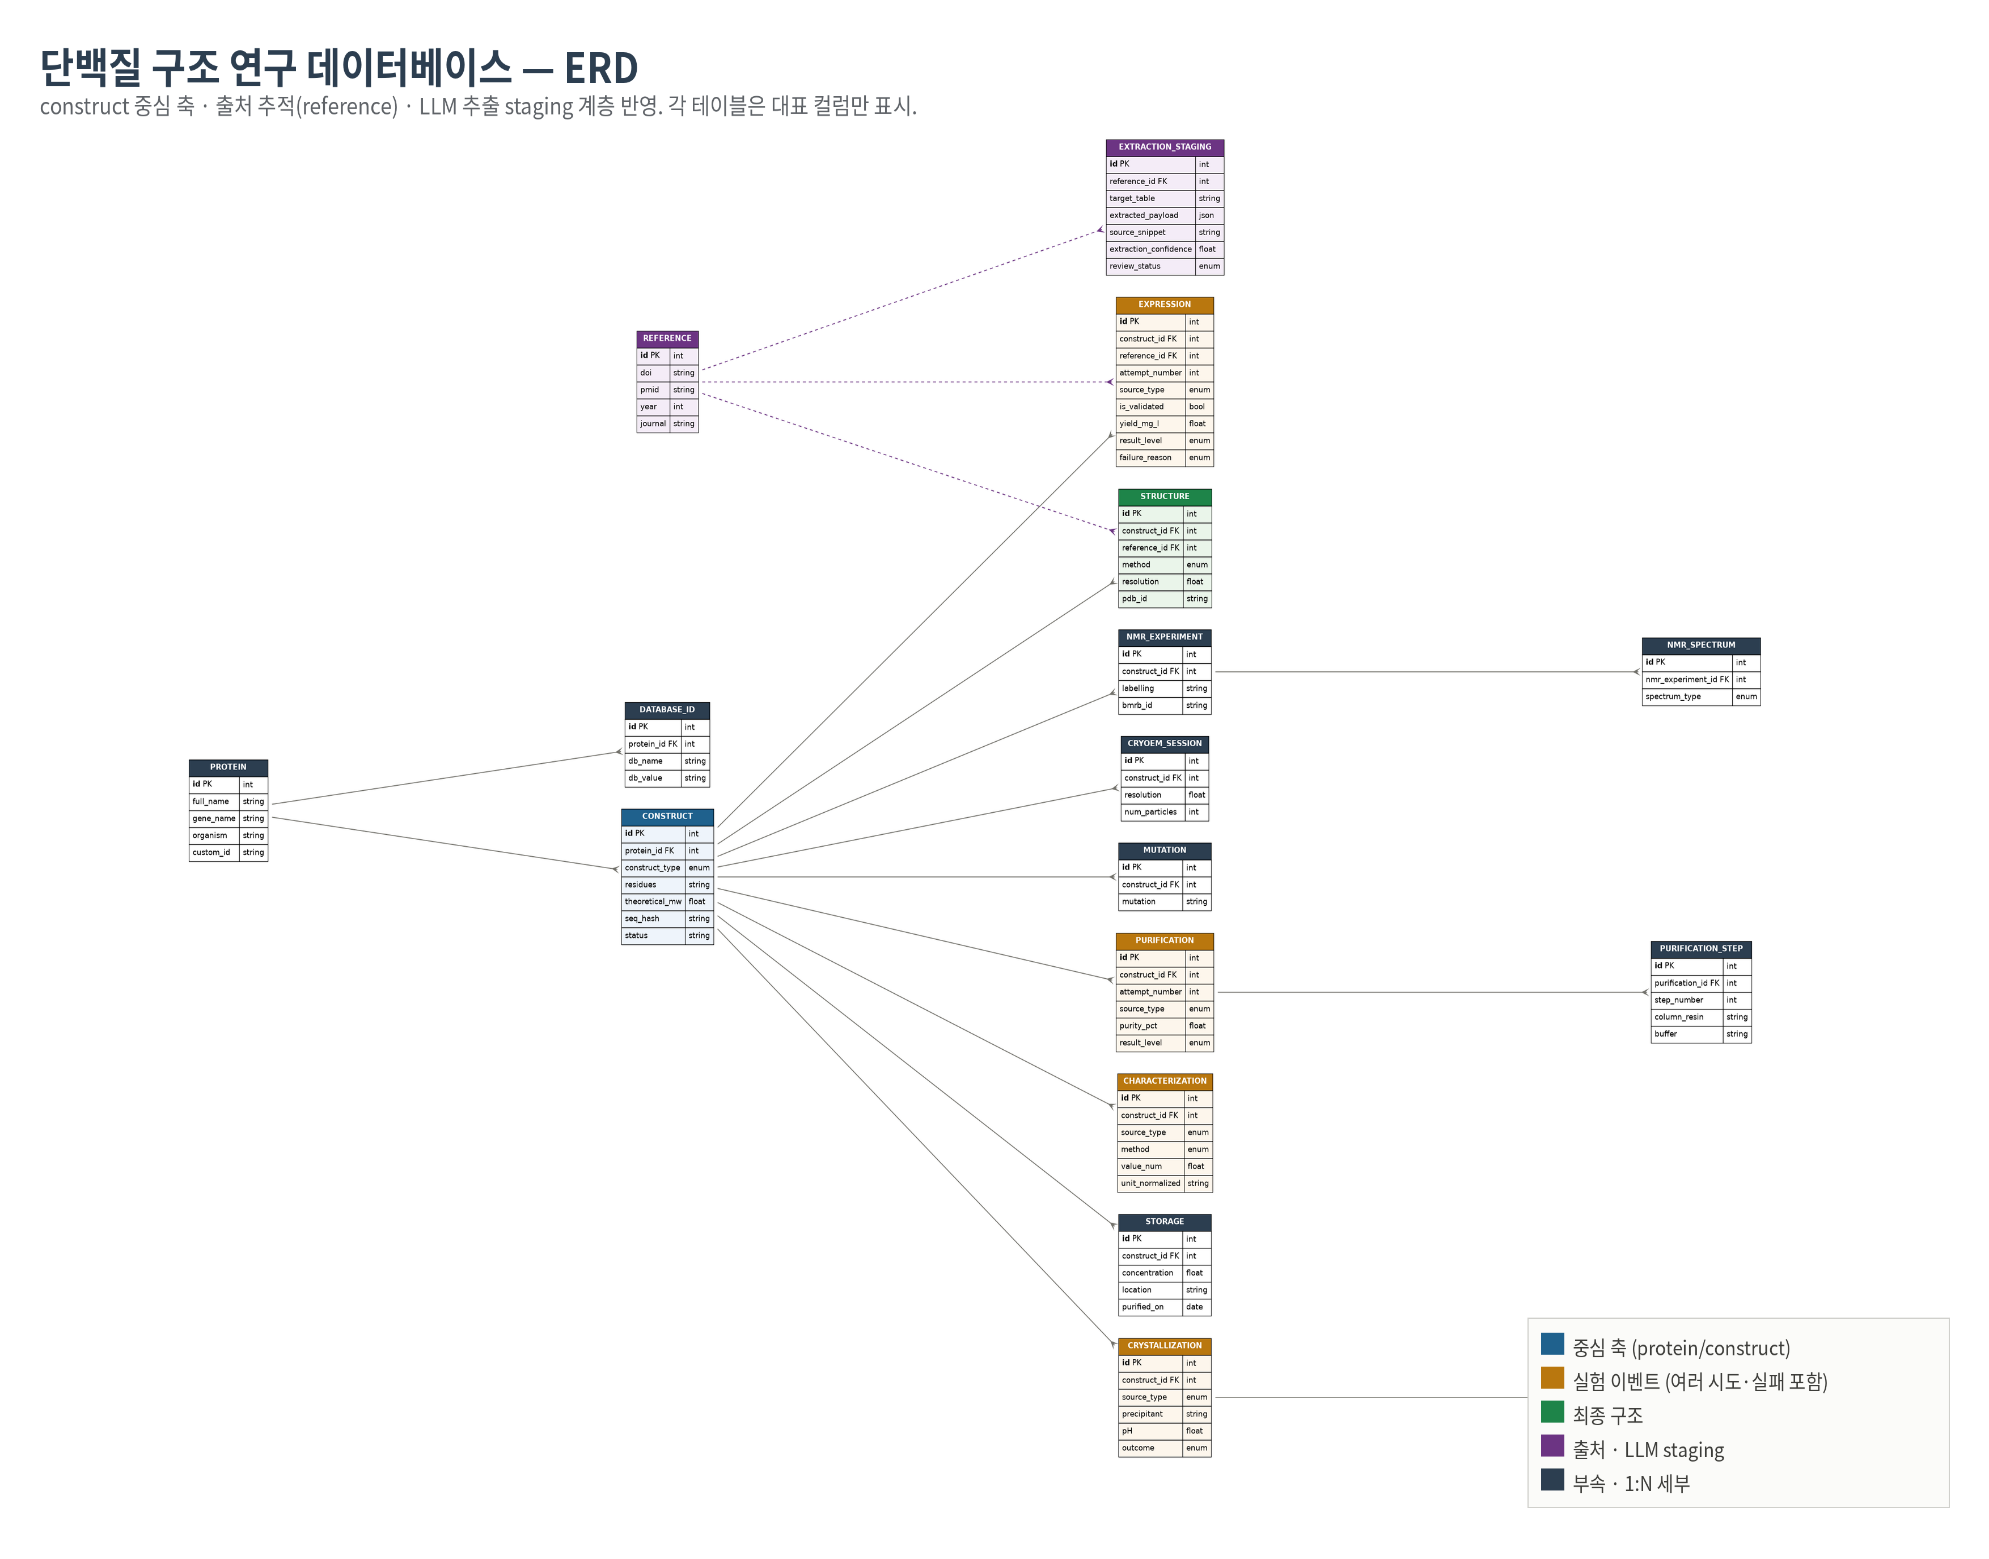 단백질 구조 연구 데이터베이스 — ERD
construct 중심 축 · 출처 추적(reference) · LLM 추출 staging 계층 반영. 각 테이블은 대표 컬럼만 표시.
EXTRACTION_STAGING
id PK int
reference_id FK int
target_table string
extracted_payload json
source_snippet string
extraction_confidence float
review_status enum
EXPRESSION
id PK int
construct_id FK int
reference_id FK int
attempt_number int
source_type enum
is_validated bool
yield_mg_l float
result_level enum
failure_reason enum
REFERENCE
id PK int
doi string
pmid string
year int
journal string
STRUCTURE
id PK int
construct_id FK int
reference_id FK int
method enum
resolution float
pdb_id string
NMR_EXPERIMENT
id PK int
construct_id FK int
labelling string
bmrb_id string
NMR_SPECTRUM
id PK int
nmr_experiment_id FK int
spectrum_type enum
DATABASE_ID
id PK int
protein_id FK int
db_name string
db_value string
PROTEIN
id PK int
full_name string
gene_name string
organism string
custom_id string
CRYOEM_SESSION
id PK int
construct_id FK int
resolution float
num_particles int
CONSTRUCT
id PK int
protein_id FK int
construct_type enum
residues string
theoretical_mw float
seq_hash string
status string
MUTATION
id PK int
construct_id FK int
mutation string
PURIFICATION
id PK int
construct_id FK int
attempt_number int
source_type enum
purity_pct float
result_level enum
PURIFICATION_STEP
id PK int
purification_id FK int
step_number int
column_resin string
buffer string
CHARACTERIZATION
id PK int
construct_id FK int
source_type enum
method enum
value_num float
unit_normalized string
STORAGE
id PK int
construct_id FK int
concentration float
location string
purified_on date
CRYSTALLIZATION
id PK int
construct_id FK int
source_type enum
precipitant string
pH float
outcome enum
중심 축 (protein/construct)
실험 이벤트 (여러 시도·실패 포함)
최종 구조
출처 · LLM staging
부속 · 1:N 세부